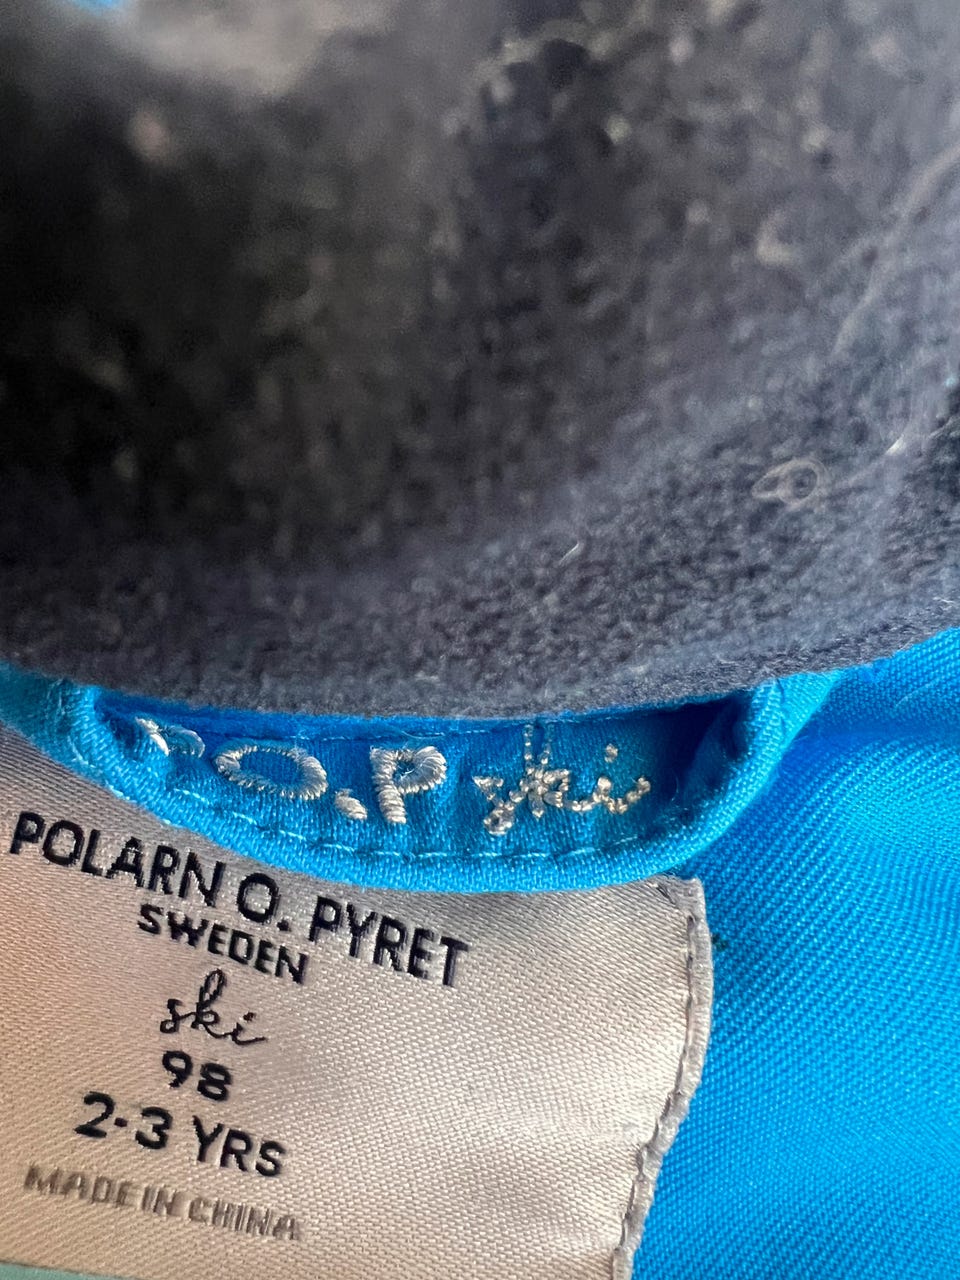 P.O.P ski
POLARN O. PYRET
SWEDEN
ski
98
2-3 YRS
MADE IN CHINA